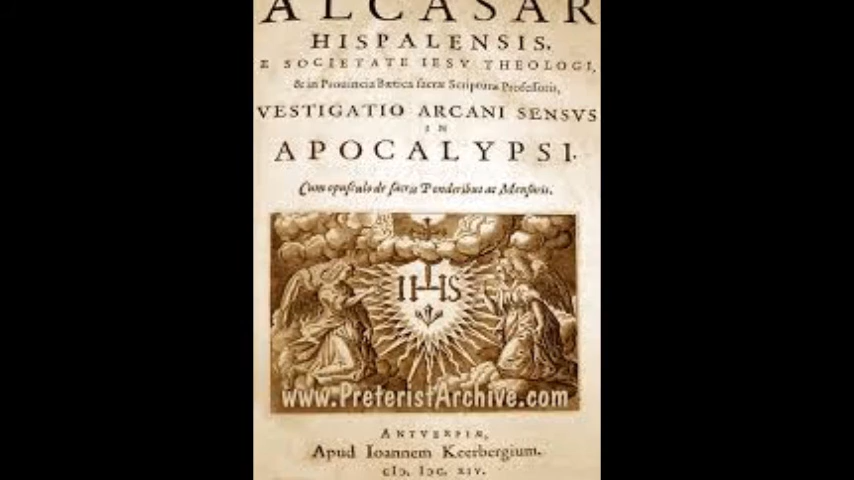 ALCASAR
HISPALENSIS.
E SOCIETATE IESV THEOLOGI,
& in Prouincia Bætica sacræ Scripturæ Professoris,
VESTIGATIO ARCANI SENSVS
IN
APOCALYPSI.
Cum opusculo de sacris Ponderibus ac Mensuris.
IHS
www.PreteristArchive.com
ANTVERPIÆ,
Apud Ioannem Keerbergium.
cIↃ. IↃC. XIV.